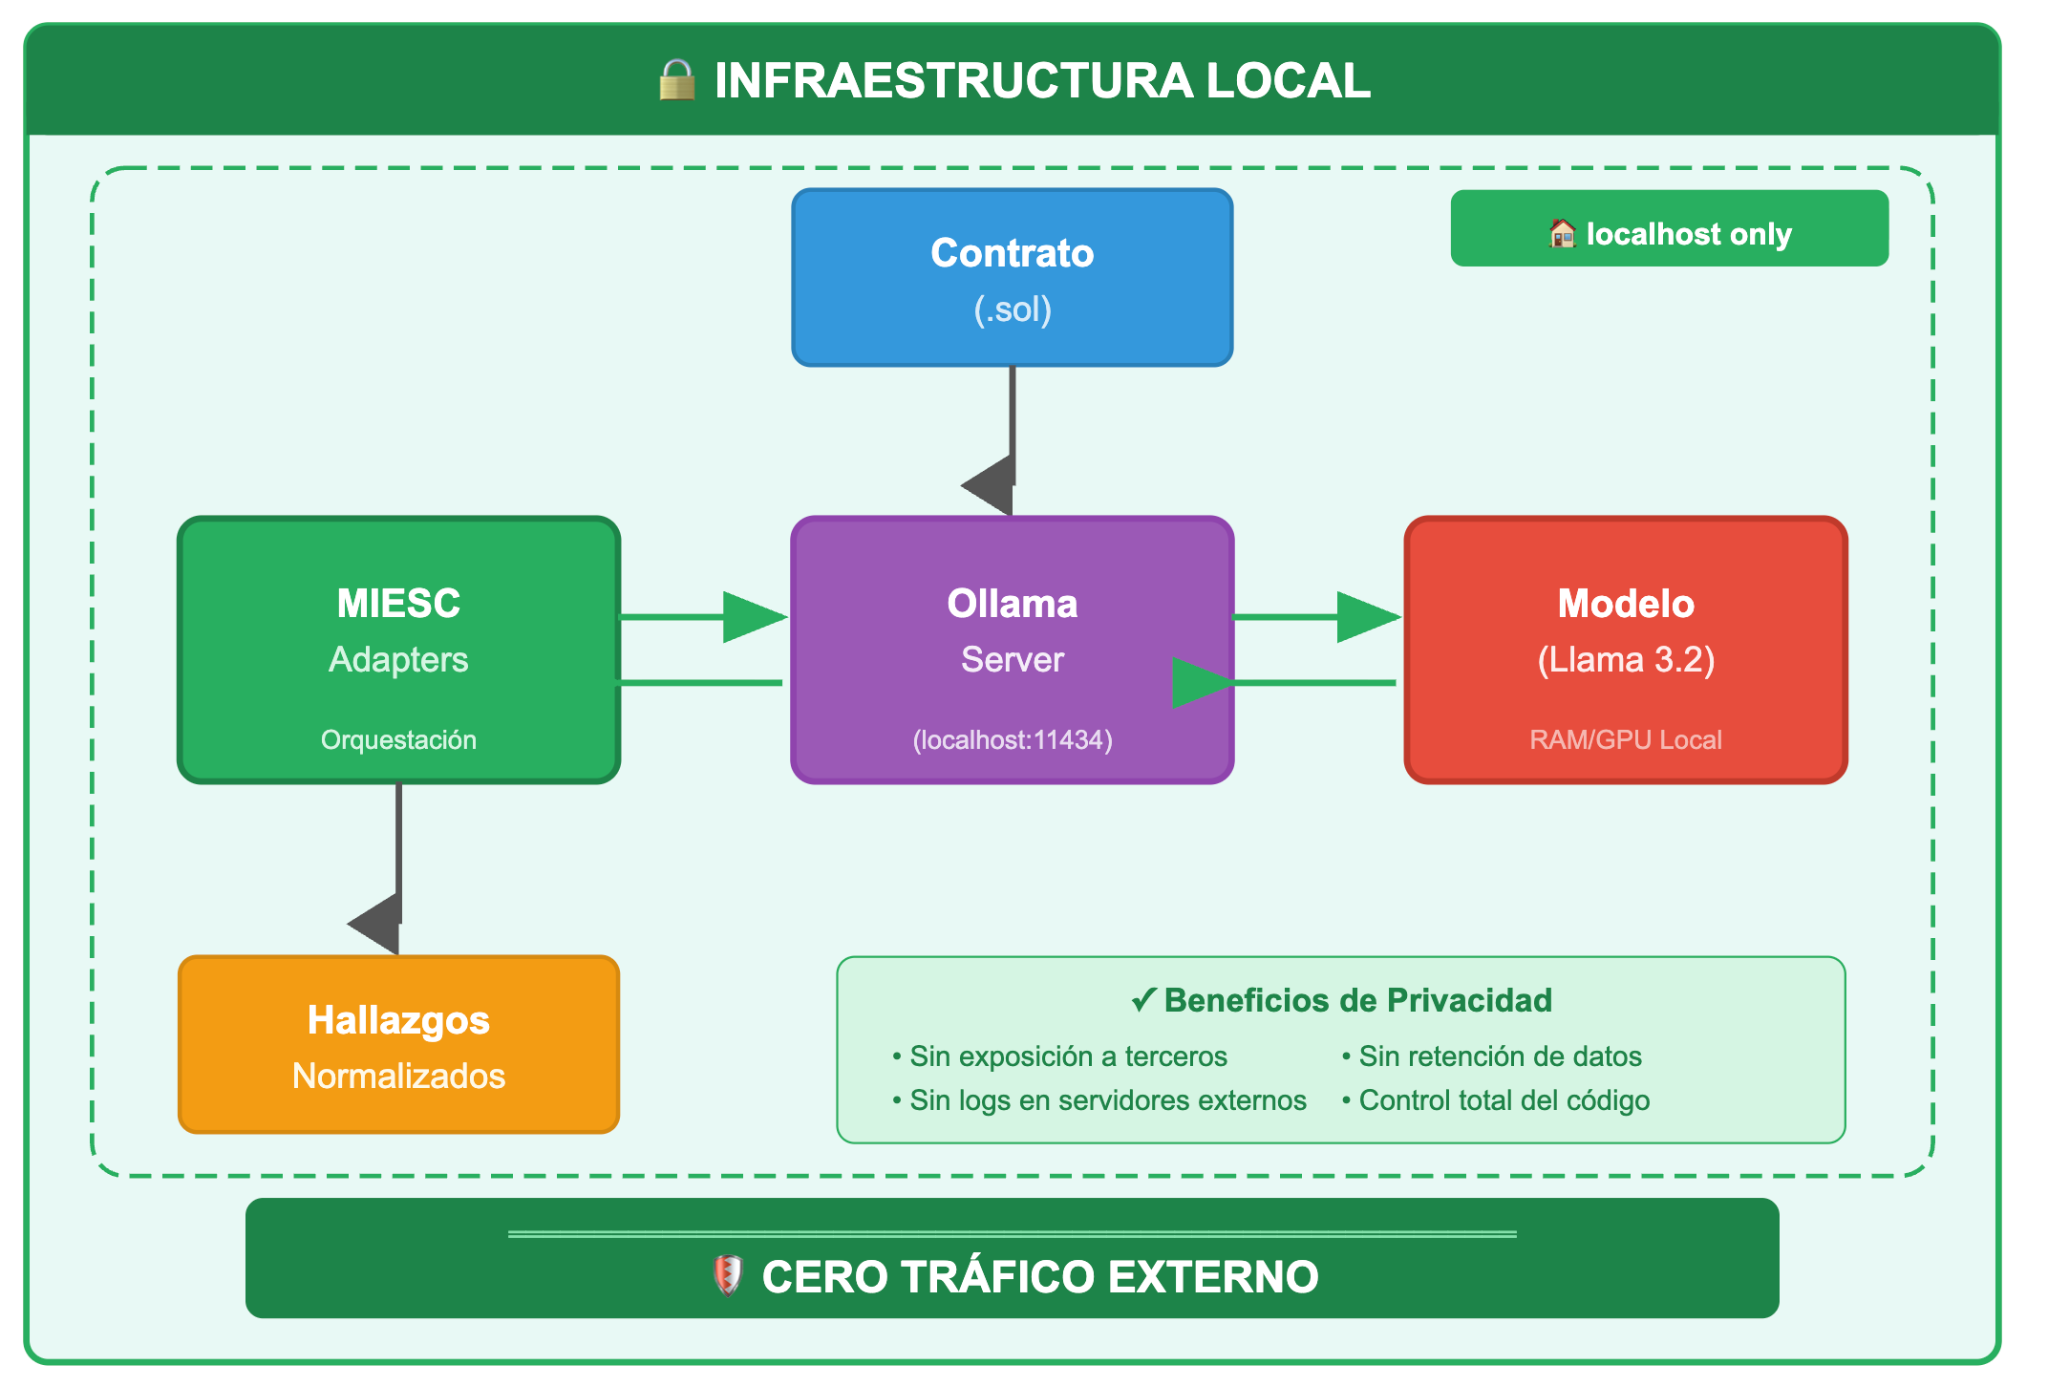 INFRAESTRUCTURA LOCAL
localhost only
Contrato
(.sol)
MIESC
Adapters
Orquestación
Ollama
Server
(localhost:11434)
Modelo
(Llama 3.2)
RAM/GPU Local
Hallazgos
Normalizados
✓ Beneficios de Privacidad
• Sin exposición a terceros
• Sin retención de datos
• Sin logs en servidores externos
• Control total del código
CERO TRÁFICO EXTERNO